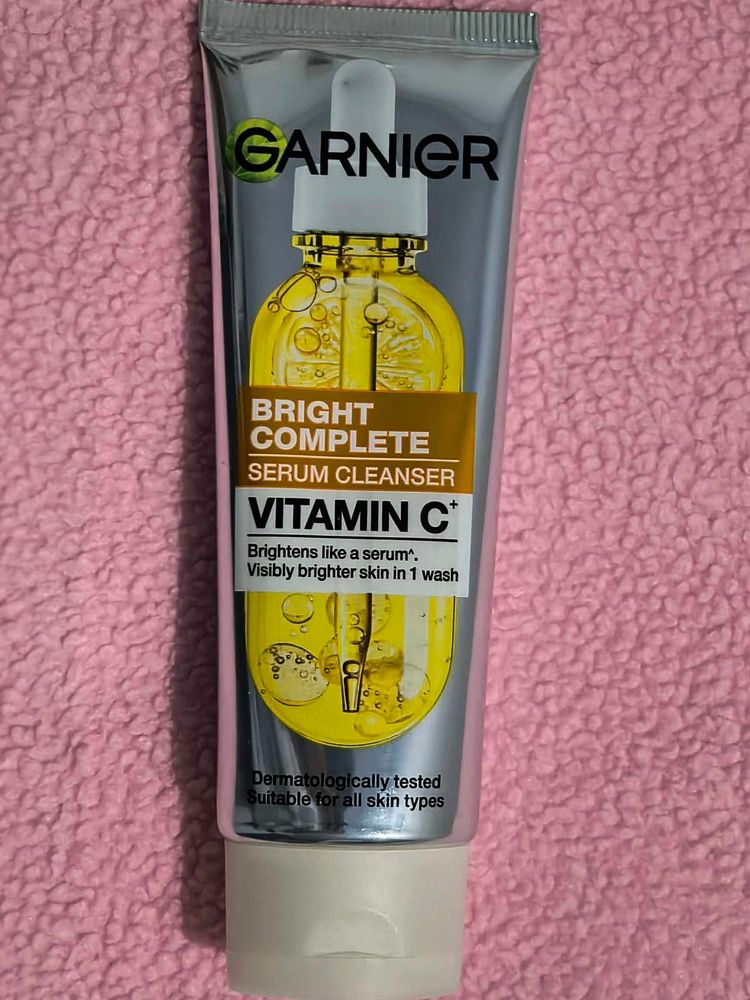 GARNIER
BRIGHT
COMPLETE
SERUM CLEANSER
VITAMIN C⁺
Brightens like a serum^.
Visibly brighter skin in 1 wash
Dermatologically tested
Suitable for all skin types